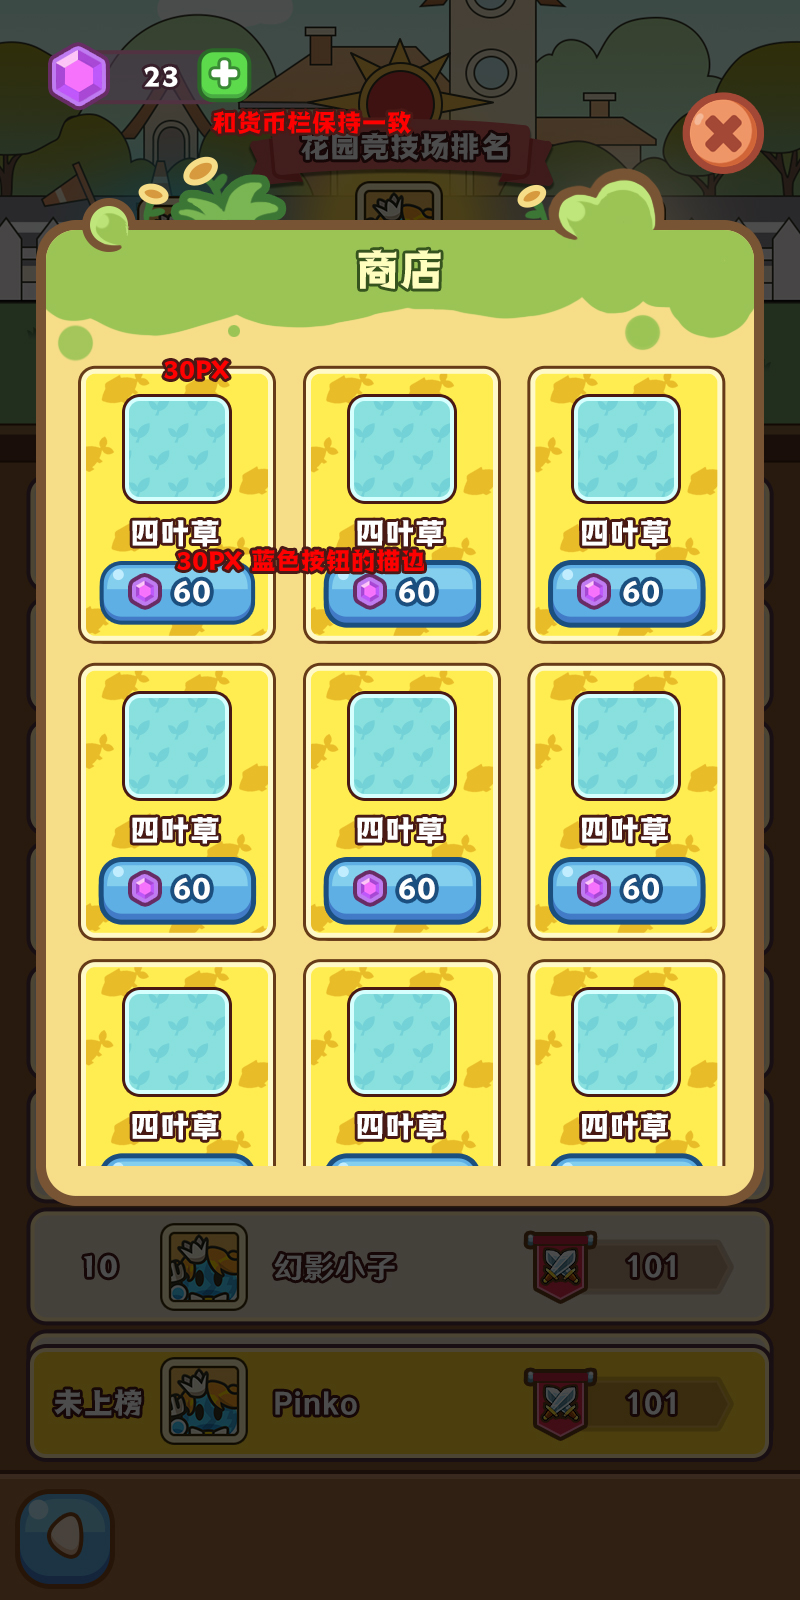 23
和货币栏保持一致
花园竞技场排名
商店
30PX
四叶草 四叶草 四叶草
30PX 蓝色按钮的描边
60 60 60
四叶草 四叶草 四叶草
60 60 60
四叶草 四叶草 四叶草
10 幻影小子 101
未上榜 Pinko 101